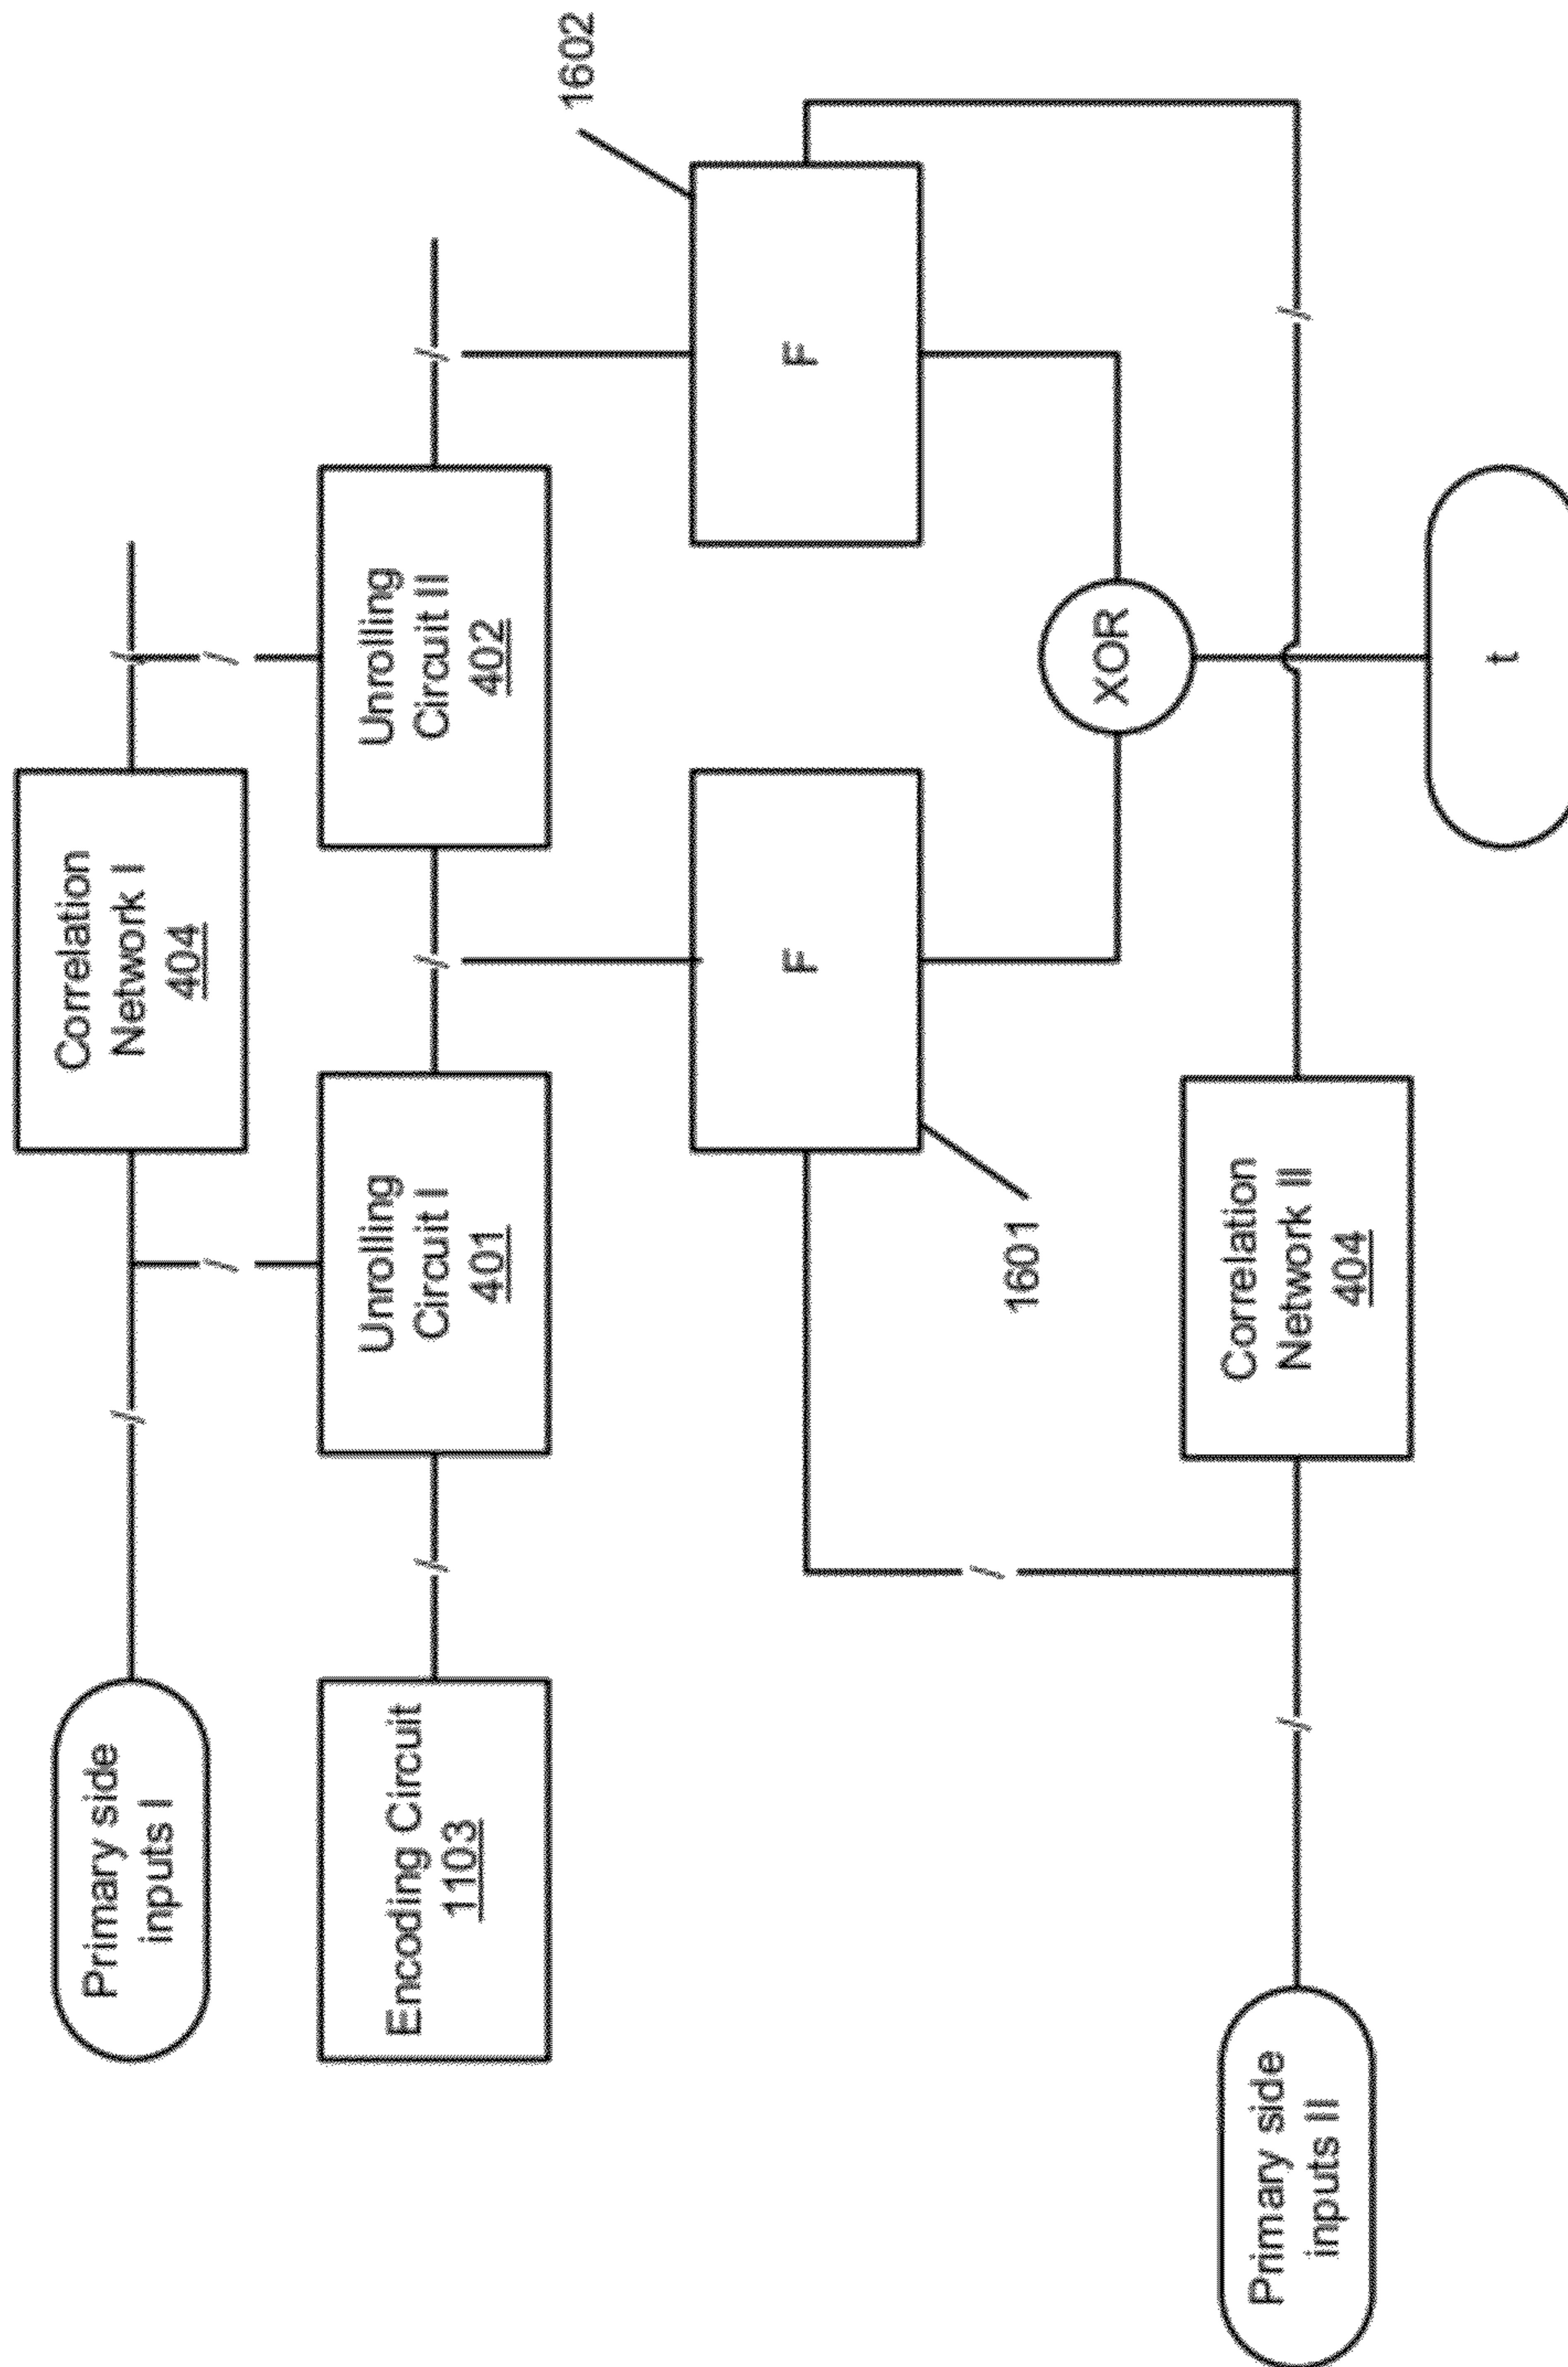 Primary side
inputs I
Correlation
Network I
404
Encoding Circuit
1103
Unrolling
Circuit I
401
Unrolling
Circuit II
402
1602
F
F
1601
XOR
Primary side
inputs II
Correlation
Network II
404
t